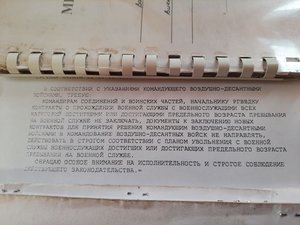 В СООТВЕТСТВИИ С УКАЗАНИЯМИ КОМАНДУЮЩЕГО ВОЗДУШНО-ДЕСАНТНЫМИ
ВОЙСКАМИ, ТРЕБУЮ:
КОМАНДИРАМ СОЕДИНЕНИЙ И ВОИНСКИХ ЧАСТЕЙ, НАЧАЛЬНИКУ
КОНТРАКТЫ О ПРОХОЖДЕНИИ ВОЕННОЙ СЛУЖБЫ С ВОЕННОСЛУЖАЩИМИ ВСЕХ
КАТЕГОРИЙ ДОСТИГШИМИ ИЛИ ДОСТИГАЮЩИМИ ПРЕДЕЛЬНОГО ВОЗРАСТА ПРЕБЫВАНИЯ
НА ВОЕННОЙ СЛУЖБЕ НЕ ЗАКЛЮЧАТЬ, ДОКУМЕНТЫ К ЗАКЛЮЧЕНИЮ НОВЫХ
КОНТРАКТОВ ДЛЯ ПРИНЯТИЯ РЕШЕНИЯ КОМАНДУЮЩИМ ВОЗДУШНО-ДЕСАНТНЫМИ
ВОЙСКАМИ В КОМАНДОВАНИЕ ВОЗДУШНО-ДЕСАНТНЫХ ВОЙСК НЕ НАПРАВЛЯТЬ,
ДЕЙСТВОВАТЬ В СТРОГОМ СООТВЕТСТВИИ С ПЛАНОМ УВОЛЬНЕНИЯ С ВОЕННОЙ
СЛУЖБЫ ВОЕННОСЛУЖАЩИХ ДОСТИГШИХ ИЛИ ДОСТИГАЮЩИХ ПРЕДЕЛЬНОГО ВОЗРАСТА
ПРЕБЫВАНИЯ НА ВОЕННОЙ СЛУЖБЕ.
ОБРАЩАЮ ОСОБОЕ ВНИМАНИЕ НА ИСПОЛНИТЕЛЬНОСТЬ И СТРОГОЕ СОБЛЮДЕНИЕ
ДЕЙСТВУЮЩЕГО ЗАКОНОДАТЕЛЬСТВА.=